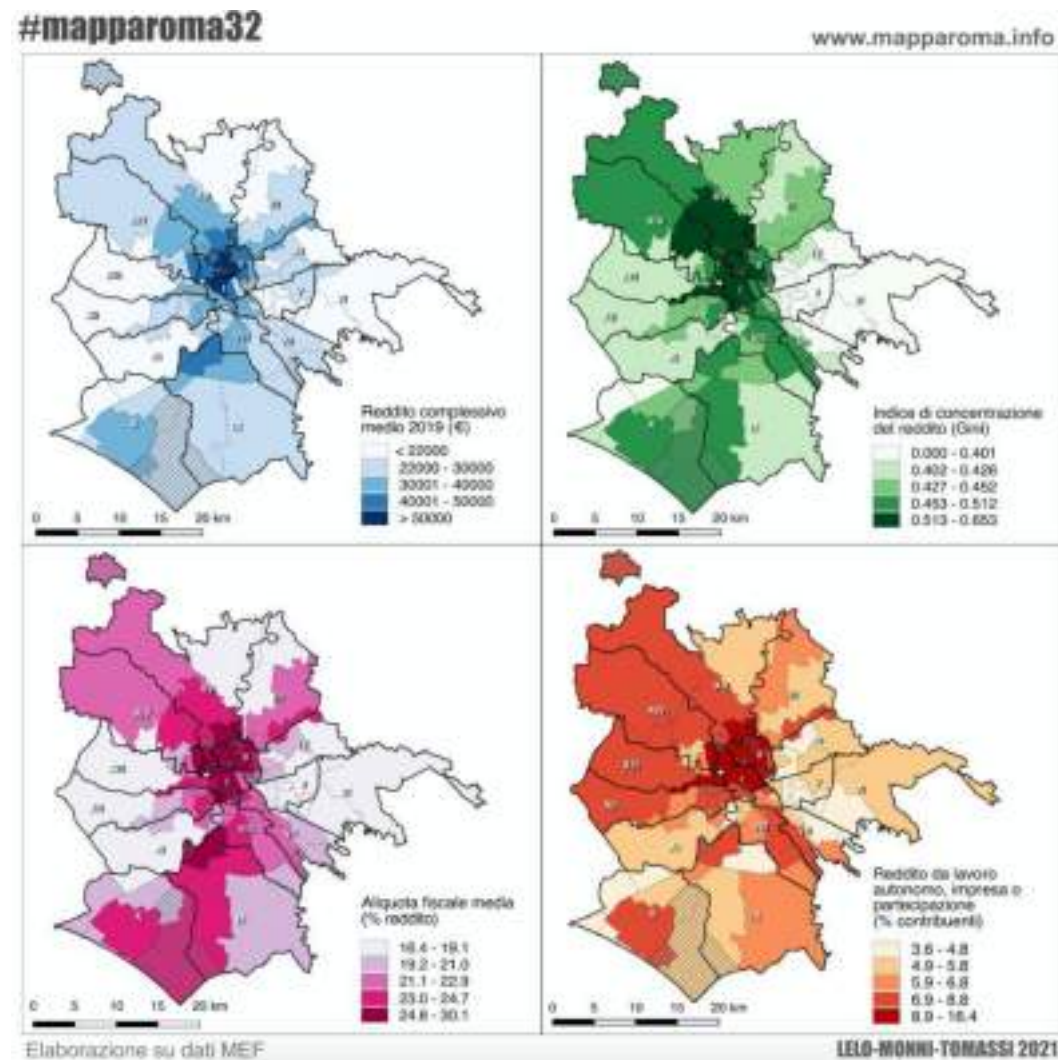 #mapparoma32
www.mapparoma.info
Reddito complessivo
medio 2019 (€)
< 22000
22000 - 30000
30001 - 40000
40001 - 50000
> 50000
0 5 10 15 20 km
Indice di concentrazione
del reddito (Gini)
0.000 - 0.401
0.402 - 0.426
0.427 - 0.452
0.453 - 0.512
0.513 - 0.653
0 5 10 15 20 km
Aliquota fiscale media
(% reddito)
16.4 - 19.1
19.2 - 21.0
21.1 - 22.9
23.0 - 24.7
24.8 - 30.1
0 5 10 15 20 km
Reddito da lavoro
autonomo, impresa o
partecipazione
(% contribuenti)
3.6 - 4.8
4.9 - 5.8
5.9 - 6.8
6.9 - 8.8
8.9 - 16.4
0 5 10 15 20 km
Elaborazione su dati MEF
LELO-MONNI-TOMASSI 2021